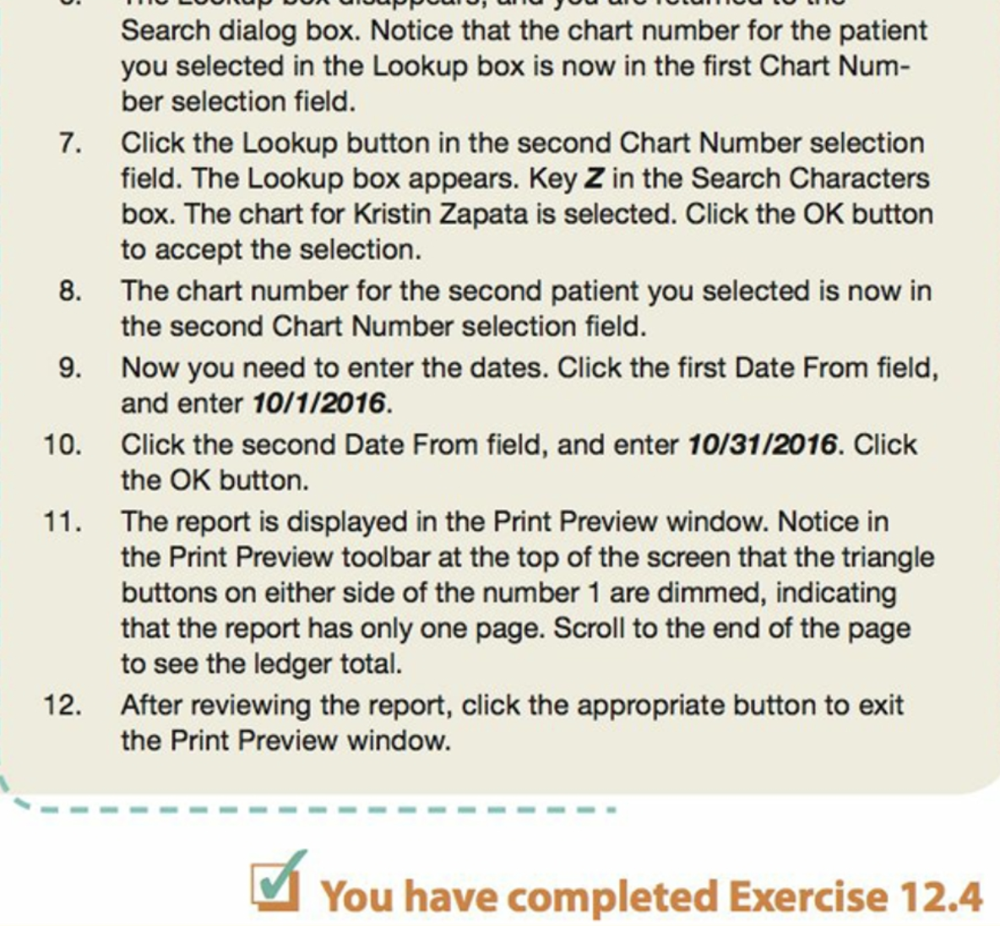 6. The Lookup box disappears, and you are returned to the
Search dialog box. Notice that the chart number for the patient
you selected in the Lookup box is now in the first Chart Num-
ber selection field.
7. Click the Lookup button in the second Chart Number selection
field. The Lookup box appears. Key Z in the Search Characters
box. The chart for Kristin Zapata is selected. Click the OK button
to accept the selection.
8. The chart number for the second patient you selected is now in
the second Chart Number selection field.
9. Now you need to enter the dates. Click the first Date From field,
and enter 10/1/2016.
10. Click the second Date From field, and enter 10/31/2016. Click
the OK button.
11. The report is displayed in the Print Preview window. Notice in
the Print Preview toolbar at the top of the screen that the triangle
buttons on either side of the number 1 are dimmed, indicating
that the report has only one page. Scroll to the end of the page
to see the ledger total.
12. After reviewing the report, click the appropriate button to exit
the Print Preview window.
You have completed Exercise 12.4